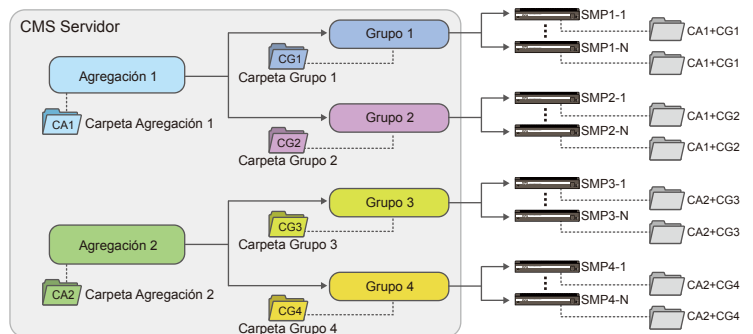 CMS Servidor
Agregación 1
CA1
Carpeta Agregación 1
Grupo 1
CG1
Carpeta Grupo 1
Grupo 2
CG2
Carpeta Grupo 2
SMP1-1
CA1+CG1
SMP1-N
CA1+CG1
SMP2-1
CA1+CG2
SMP2-N
CA1+CG2
Agregación 2
CA2
Carpeta Agregación 2
Grupo 3
CG3
Carpeta Grupo 3
Grupo 4
CG4
Carpeta Grupo 4
SMP3-1
CA2+CG3
SMP3-N
CA2+CG3
SMP4-1
CA2+CG4
SMP4-N
CA2+CG4